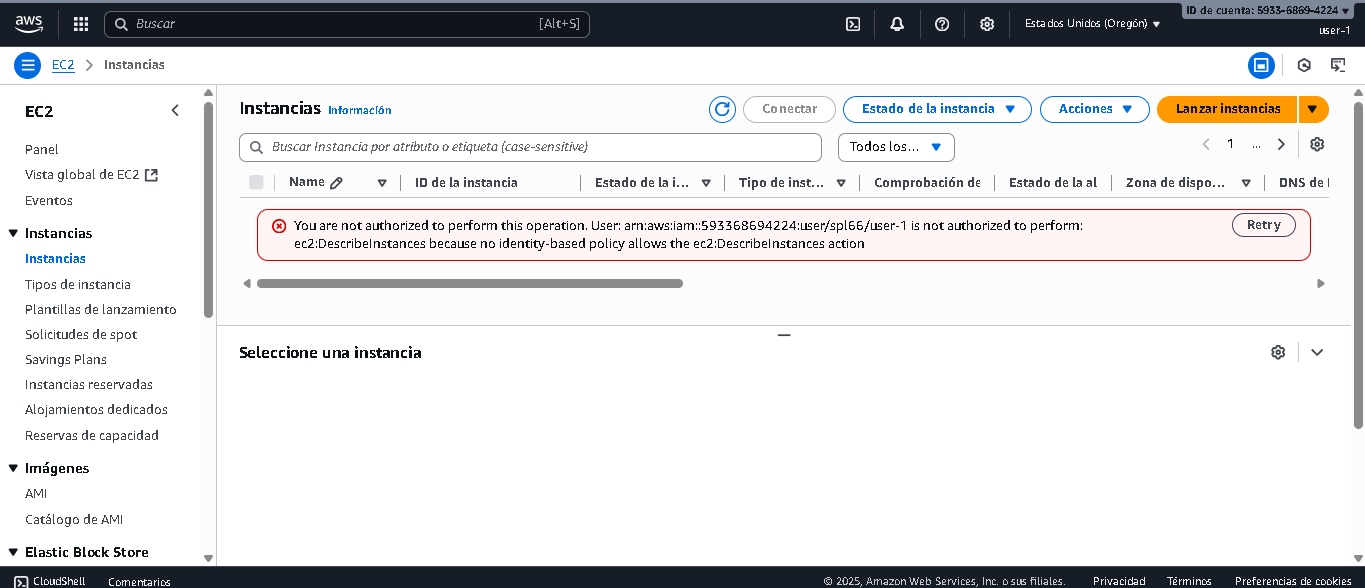 aws
Buscar
[Alt+S]
Estados Unidos (Oregón)
ID de cuenta: 5933-6869-4224
user-1
EC2
Instancias
EC2
Panel
Vista global de EC2
Eventos
Instancias
Instancias
Tipos de instancia
Plantillas de lanzamiento
Solicitudes de spot
Savings Plans
Instancias reservadas
Alojamientos dedicados
Reservas de capacidad
Imágenes
AMI
Catálogo de AMI
Elastic Block Store
Instancias Información
Conectar
Estado de la instancia
Acciones
Lanzar instancias
Buscar Instancia por atributo o etiqueta (case-sensitive)
Todos los...
1 ...
Name
ID de la instancia
Estado de la i...
Tipo de inst...
Comprobación de
Estado de la al
Zona de dispo...
DNS de I
You are not authorized to perform this operation. User: arn:aws:iam::593368694224:user/spl66/user-1 is not authorized to perform:
ec2:DescribeInstances because no identity-based policy allows the ec2:DescribeInstances action
Retry
Seleccione una instancia
CloudShell
Comentarios
© 2025, Amazon Web Services, Inc. o sus filiales.
Privacidad
Términos
Preferencias de cookies